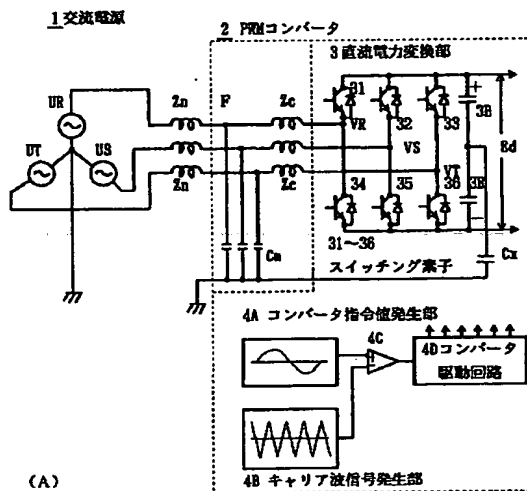 1 交流電源
2 PWMコンバータ
3 直流電力変換部
UR
UT
US
Zn
F
Zc
31
32
33
VR
VS
VT
3B
3B
Ed
+
−
Zn
Zc
34
35
36
Cn
31～36
スイッチング素子
Cx
4A コンバータ指令値発生部
4C
4Dコンバータ
駆動回路
4B キャリア波信号発生部
(A)